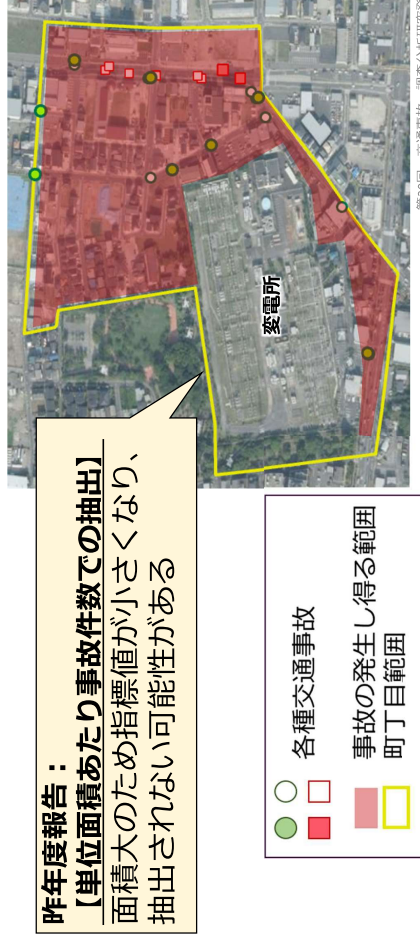 昨年度報告：
【単位面積あたり事故件数での抽出】
面積大のため指標値が小さくなり、
抽出されない可能性がある
変電所
各種交通事故
事故の発生し得る範囲
町丁目範囲